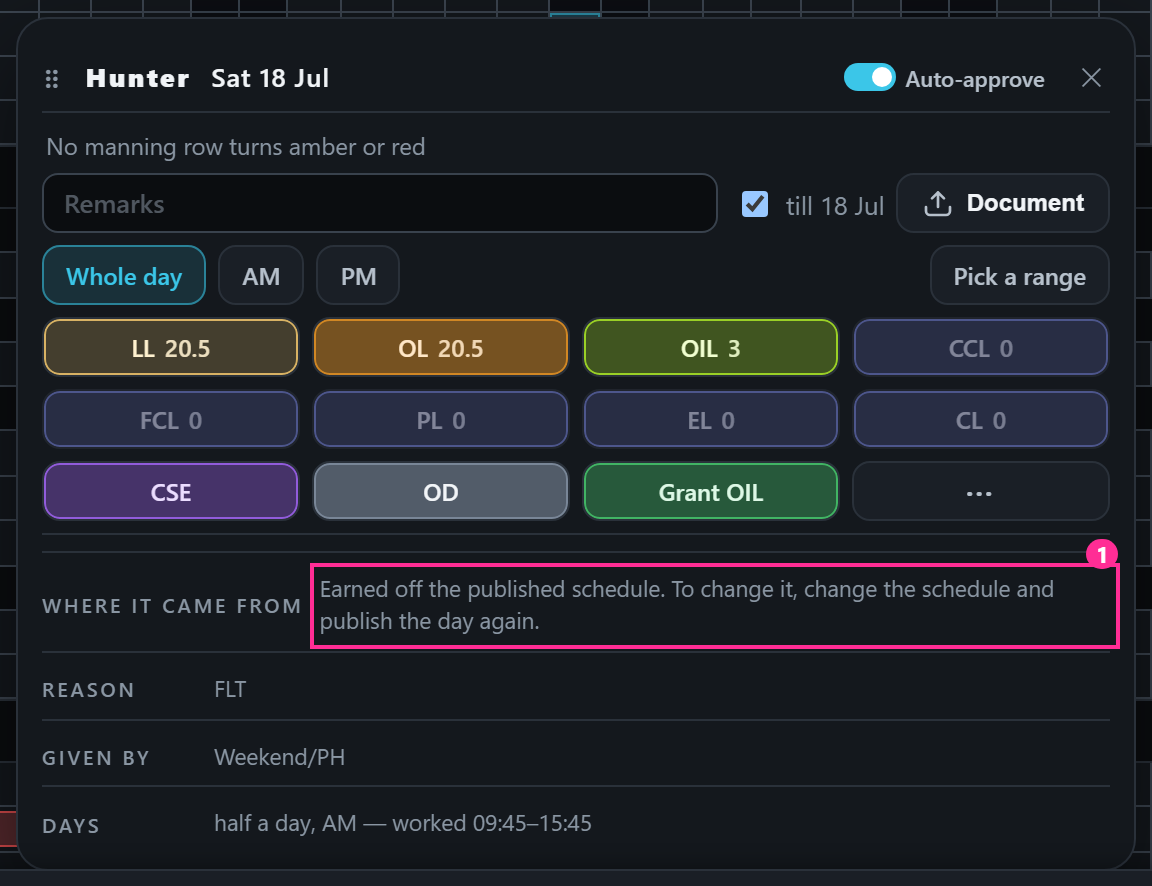 Hunter Sat 18 Jul Auto-approve
No manning row turns amber or red
Remarks till 18 Jul Document
Whole day AM PM Pick a range
LL 20.5 OL 20.5 OIL 3 CCL 0
FCL 0 PL 0 EL 0 CL 0
CSE OD Grant OIL ...
1
WHERE IT CAME FROM Earned off the published schedule. To change it, change the schedule and
publish the day again.
REASON FLT
GIVEN BY Weekend/PH
DAYS half a day, AM — worked 09:45–15:45